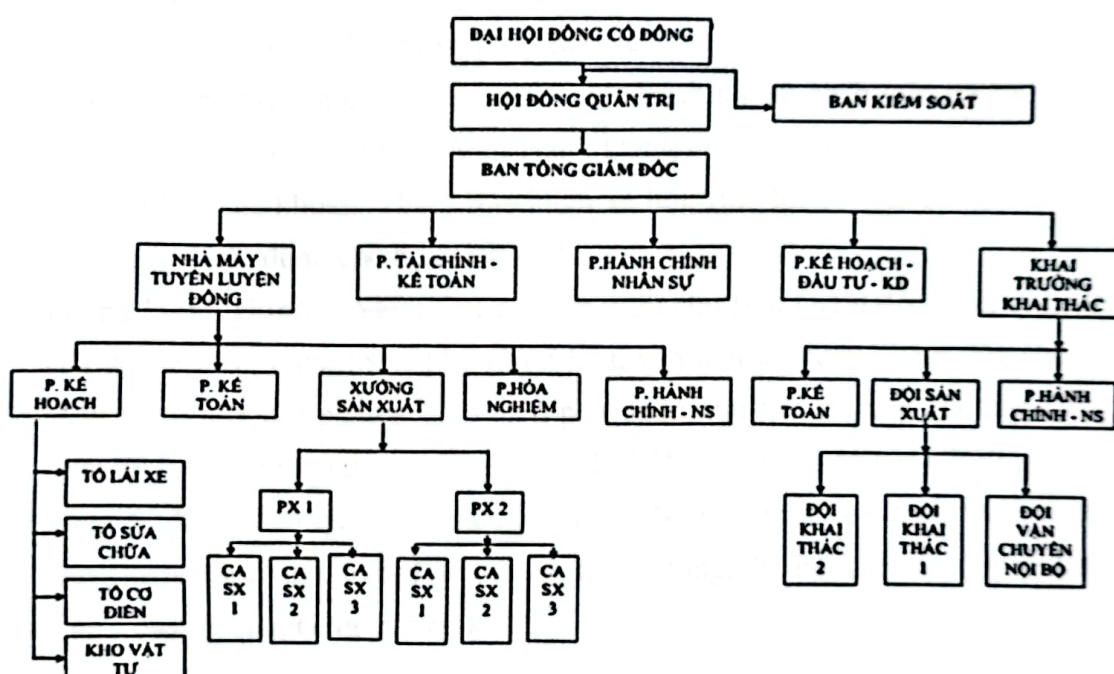 ĐẠI HỘI ĐỒNG CỔ ĐÔNG
HỘI ĐỒNG QUẢN TRỊ
BAN KIỂM SOÁT
BAN TỔNG GIÁM ĐỐC
NHÀ MÁY
TUYỂN LUYỆN
ĐỒNG
P. TÀI CHÍNH -
KẾ TOÁN
P.HÀNH CHÍNH
NHÂN SỰ
P.KẾ HOẠCH -
ĐẦU TƯ - KD
KHAI
TRƯỜNG
KHAI THÁC
P. KẾ
HOẠCH
P. KẾ
TOÁN
XƯỞNG
SẢN XUẤT
P.HÓA
NGHIỆM
P. HÀNH
CHÍNH - NS
P.KẾ
TOÁN
ĐỘI SẢN
XUẤT
P.HÀNH
CHÍNH - NS
TỔ LÁI XE
TỔ SỬA
CHỮA
TỔ CƠ
ĐIỆN
KHO VẬT
TƯ
PX 1
PX 2
CA
SX
1
CA
SX
2
CA
SX
3
CA
SX
1
CA
SX
2
CA
SX
3
ĐỘI
KHAI
THÁC
2
ĐỘI
KHAI
THÁC
1
ĐỘI
VẬN
CHUYỂN
NỘI BỘ